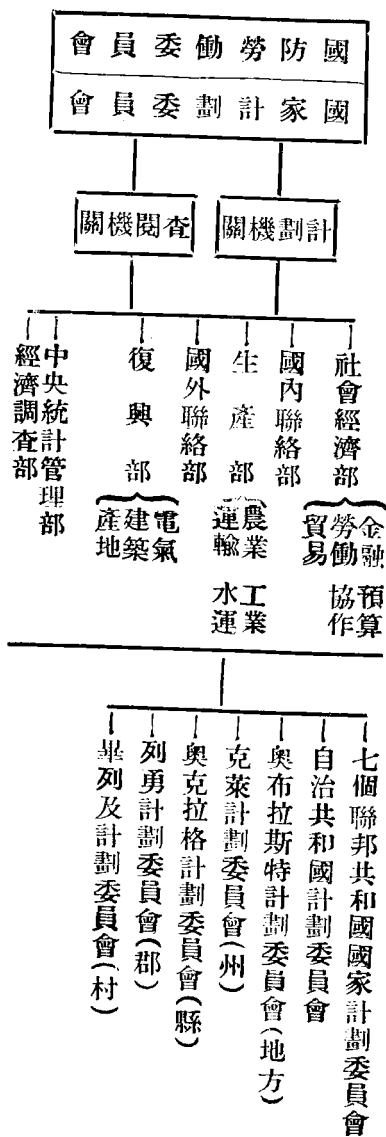 國防勞働委員會
國家計劃委員會
計劃機關
查閱機關
社會經濟部
金融 預算
勞働 協作
貿易
國內聯絡部
生產部
農業 工業
運輸 水運
國外聯絡部
復興部
電氣
建築
產地
中央統計管理部
經濟調查部
七個聯邦共和國國家計劃委員會
自治共和國計劃委員會
奧布拉斯特計劃委員會(地方)
克萊計劃委員會(州)
奧克拉格計劃委員會(縣)
列勇計劃委員會(郡)
畢列及計劃委員會(村)